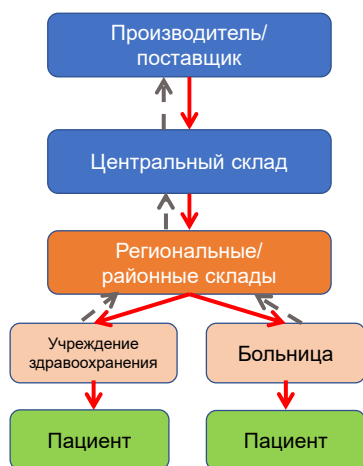 Производитель/
поставщик
Центральный склад
Региональные/
районные склады
Учреждение
здравоохранения
Больница
Пациент
Пациент